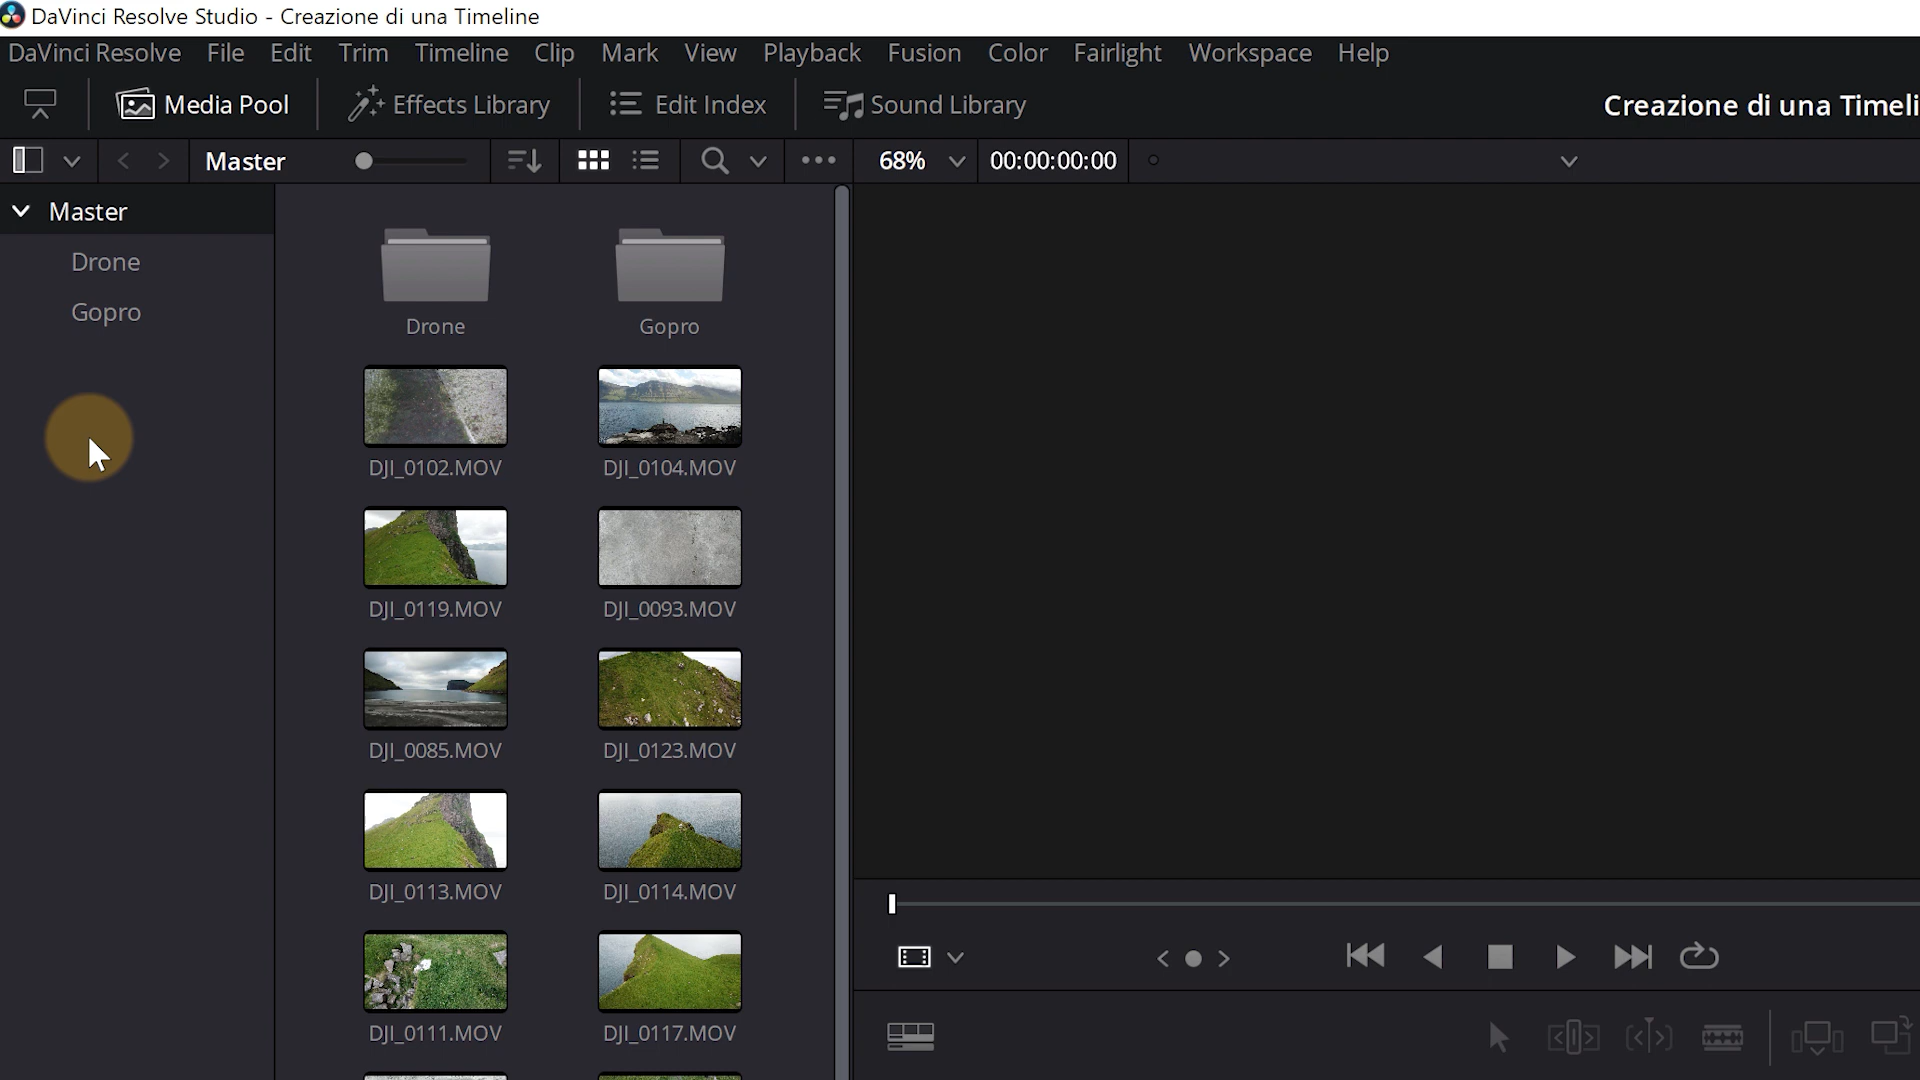 DaVinci Resolve Studio - Creazione di una Timeline
DaVinci Resolve File Edit Trim Timeline Clip Mark View Playback Fusion Color Fairlight Workspace Help
Media Pool Effects Library Edit Index Sound Library Creazione di una Timeli
Master 68% 00:00:00:00
Master
Drone
Gopro
Drone Gopro
DJI_0102.MOV DJI_0104.MOV
DJI_0119.MOV DJI_0093.MOV
DJI_0085.MOV DJI_0123.MOV
DJI_0113.MOV DJI_0114.MOV
DJI_0111.MOV DJI_0117.MOV